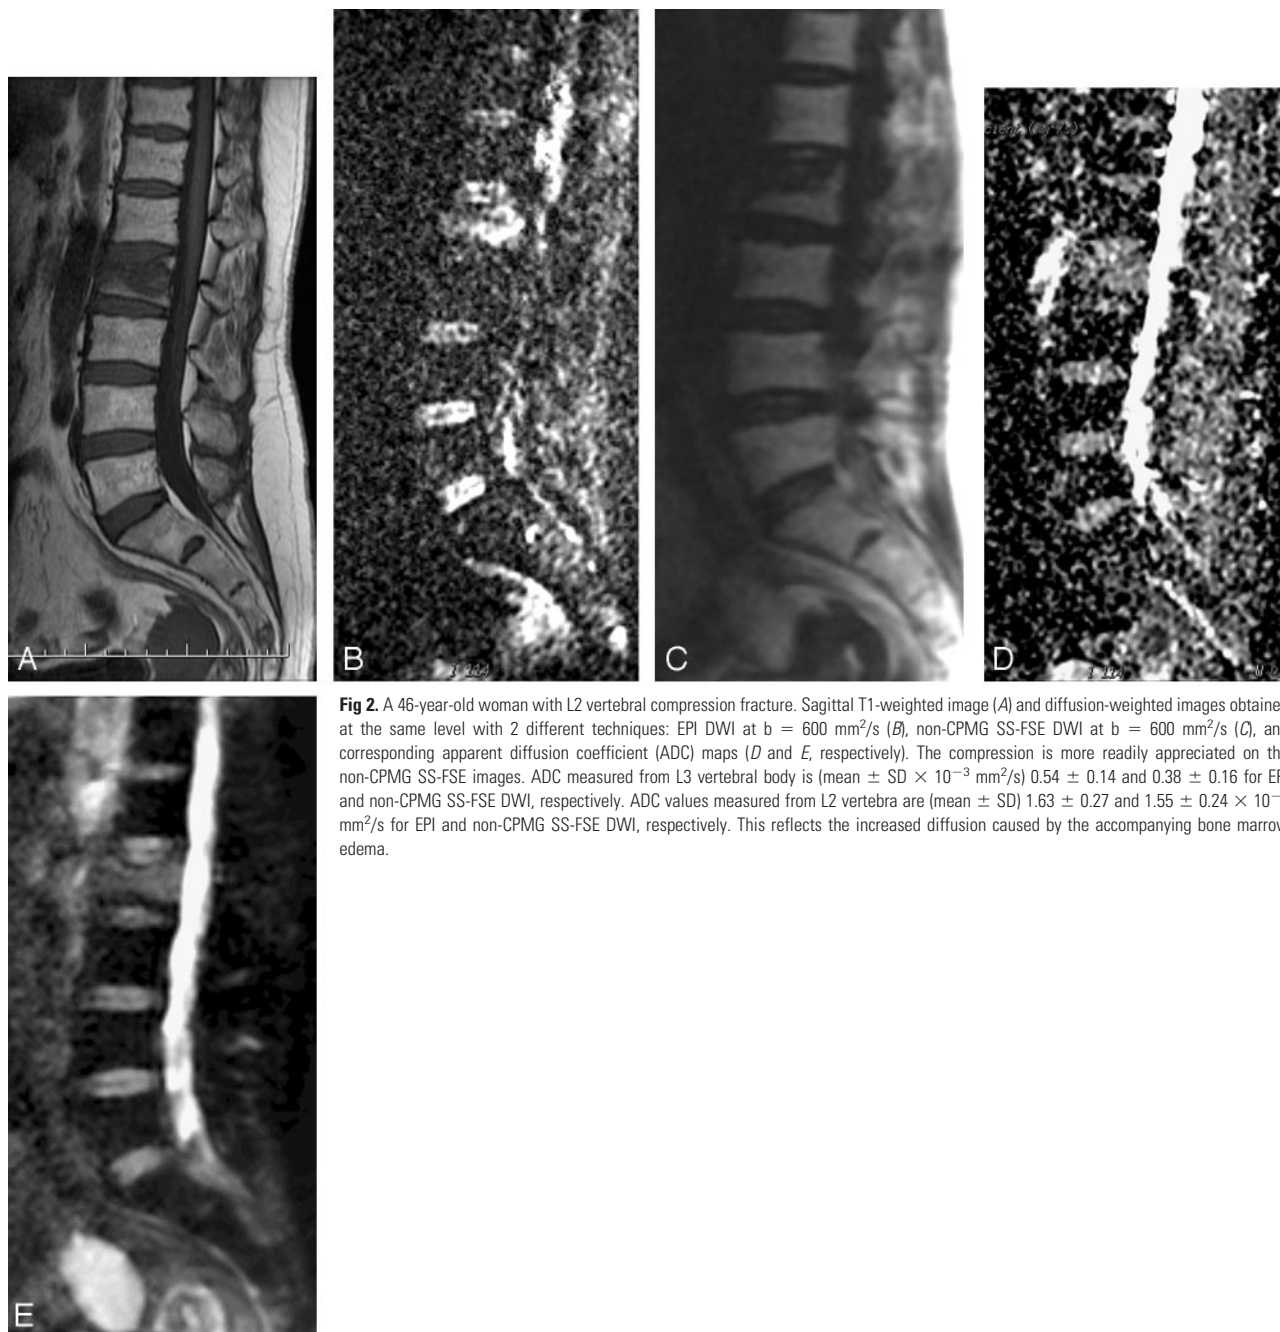 cient (mm²/s)
A
B
I 114
C
D
I 114
Fig 2. A 46-year-old woman with L2 vertebral compression fracture. Sagittal T1-weighted image (A) and diffusion-weighted images obtaine
at the same level with 2 different techniques: EPI DWI at b = 600 mm²/s (B), non-CPMG SS-FSE DWI at b = 600 mm²/s (C), an
corresponding apparent diffusion coefficient (ADC) maps (D and E, respectively). The compression is more readily appreciated on th
non-CPMG SS-FSE images. ADC measured from L3 vertebral body is (mean ± SD × 10⁻³ mm²/s) 0.54 ± 0.14 and 0.38 ± 0.16 for EP
and non-CPMG SS-FSE DWI, respectively. ADC values measured from L2 vertebra are (mean ± SD) 1.63 ± 0.27 and 1.55 ± 0.24 × 10⁻
mm²/s for EPI and non-CPMG SS-FSE DWI, respectively. This reflects the increased diffusion caused by the accompanying bone marrow
edema.
E